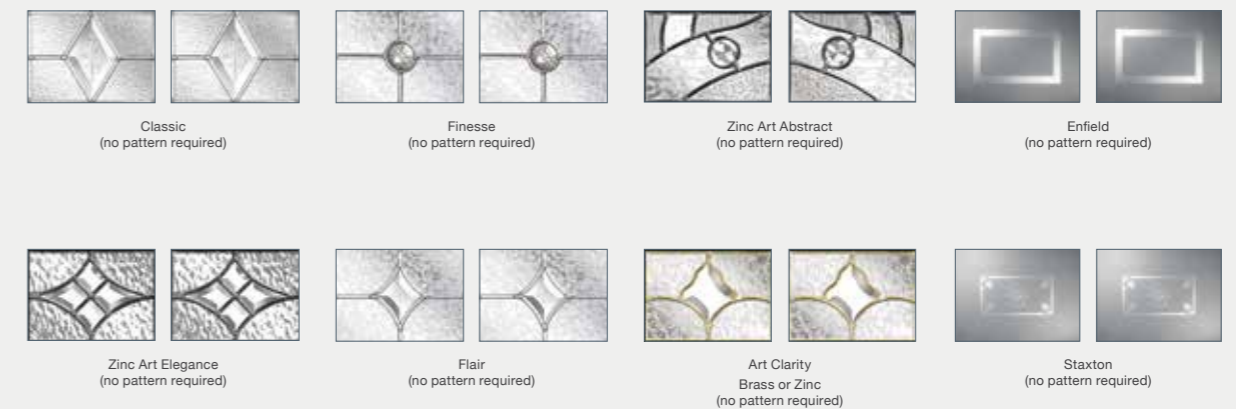 Classic
(no pattern required)
Finesse
(no pattern required)
Zinc Art Abstract
(no pattern required)
Enfield
(no pattern required)
Zinc Art Elegance
(no pattern required)
Flair
(no pattern required)
Art Clarity
Brass or Zinc
(no pattern required)
Staxton
(no pattern required)